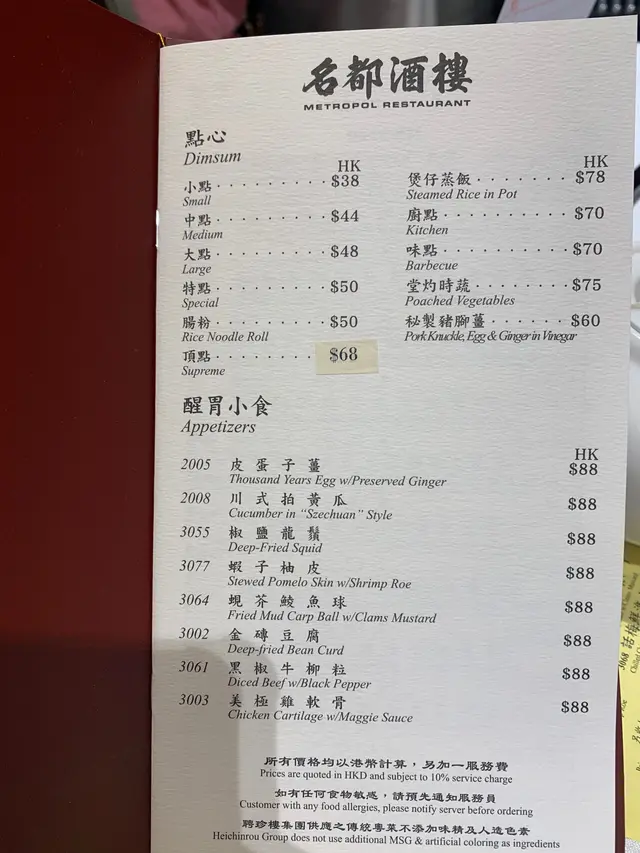 名都酒樓
METROPOL RESTAURANT
點心
Dimsum
HK
小點 $38
Small
中點 $44
Medium
大點 $48
Large
特點 $50
Special
腸粉 $50
Rice Noodle Roll
頂點 $68
Supreme
HK
煲仔蒸飯 $78
Steamed Rice in Pot
廚點 $70
Kitchen
味點 $70
Barbecue
堂灼時蔬 $75
Poached Vegetables
秘製豬腳薑 $60
Pork Knuckle, Egg & Ginger in Vinegar
醒胃小食
Appetizers
HK
2005 皮蛋子薑 $88
Thousand Years Egg w/Preserved Ginger
2008 川式拍黃瓜 $88
Cucumber in "Szechuan" Style
3055 椒鹽龍鬚 $88
Deep-Fried Squid
3077 蝦子柚皮 $88
Stewed Pomelo Skin w/Shrimp Roe
3064 蜆芥鯪魚球 $88
Fried Mud Carp Ball w/Clams Mustard
3002 金磚豆腐 $88
Deep-fried Bean Curd
3061 黑椒牛柳粒 $88
Diced Beef w/Black Pepper
3003 美極雞軟骨 $88
Chicken Cartilage w/Maggie Sauce
所有價格均以港幣計算，另加一服務費
Prices are quoted in HKD and subject to 10% service charge
如有任何食物敏感，請預先通知服務員
Customer with any food allergies, please notify server before ordering
聘珍樓集團供應之傳統粵菜不添加味精及人造色素
Heichinrou Group does not use additional MSG & artificial coloring as ingredients
3068